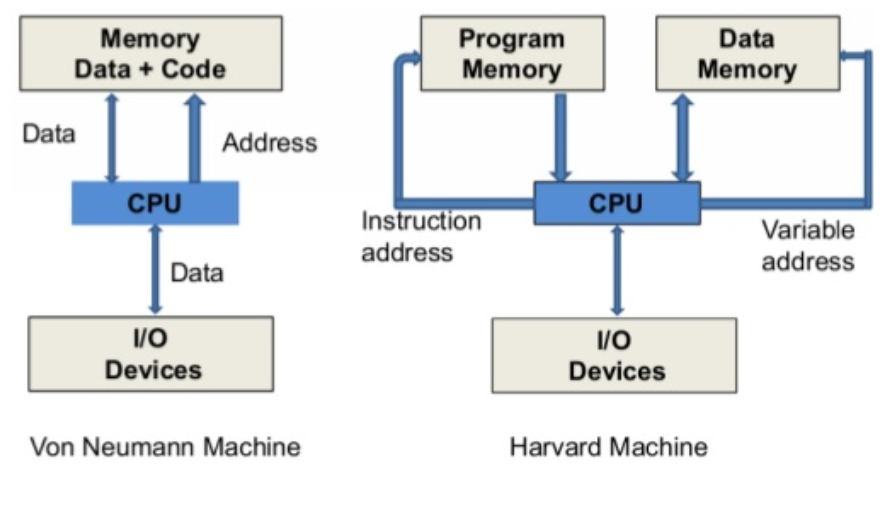 Memory
Data + Code
Data
Address
CPU
Data
I/O
Devices
Von Neumann Machine
Program
Memory
Data
Memory
CPU
Instruction
address
Variable
address
I/O
Devices
Harvard Machine